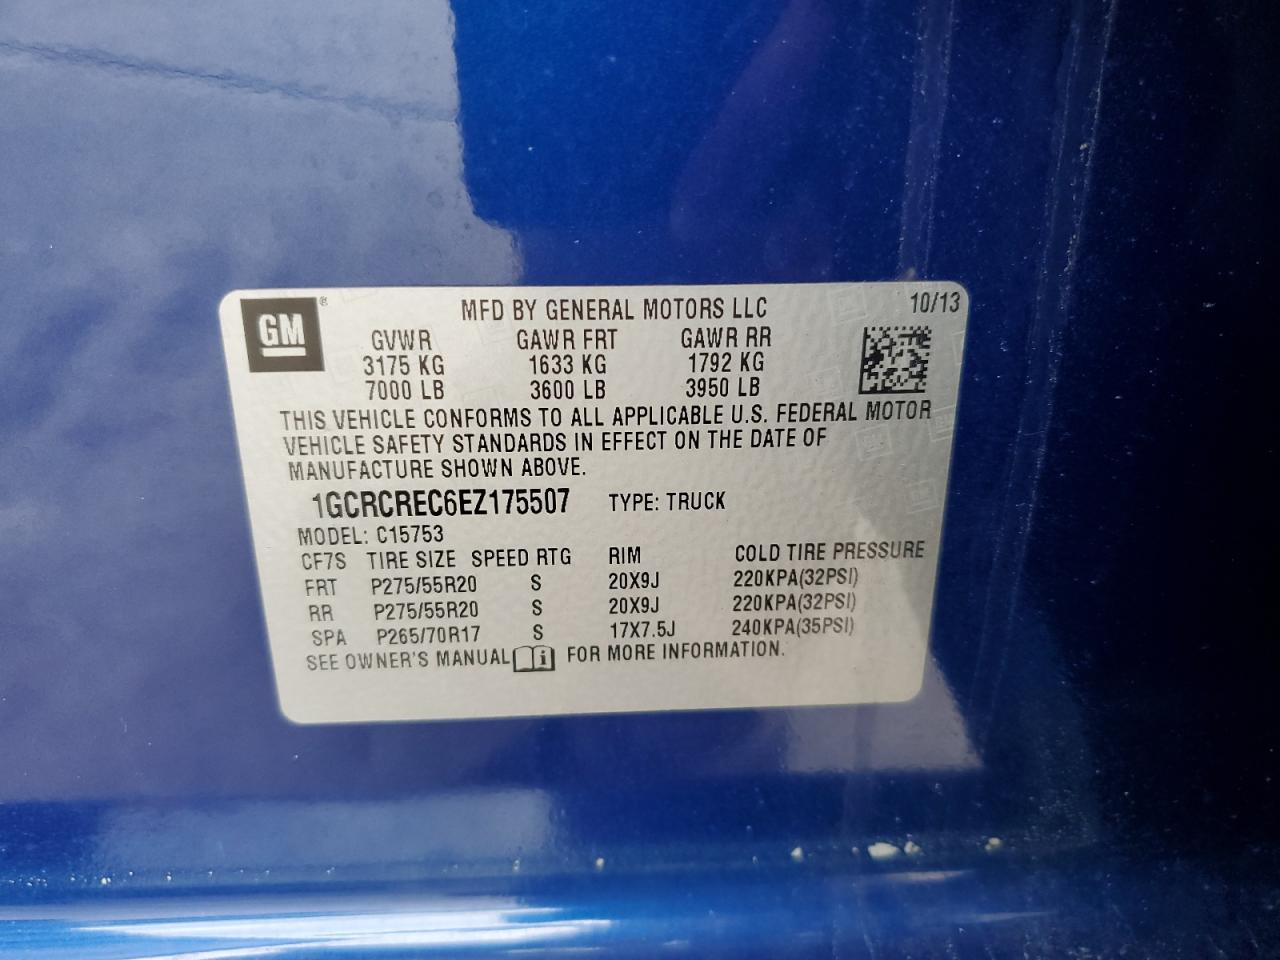 GM ® MFD BY GENERAL MOTORS LLC 10/13
GVWR GAWR FRT GAWR RR
3175 KG 1633 KG 1792 KG
7000 LB 3600 LB 3950 LB
THIS VEHICLE CONFORMS TO ALL APPLICABLE U.S. FEDERAL MOTOR
VEHICLE SAFETY STANDARDS IN EFFECT ON THE DATE OF
MANUFACTURE SHOWN ABOVE.
1GCRCREC6EZ175507 TYPE: TRUCK
MODEL: C15753
CF7S TIRE SIZE SPEED RTG RIM COLD TIRE PRESSURE
FRT P275/55R20 S 20X9J 220KPA(32PSI)
RR P275/55R20 S 20X9J 220KPA(32PSI)
SPA P265/70R17 S 17X7.5J 240KPA(35PSI)
SEE OWNER'S MANUAL i FOR MORE INFORMATION.